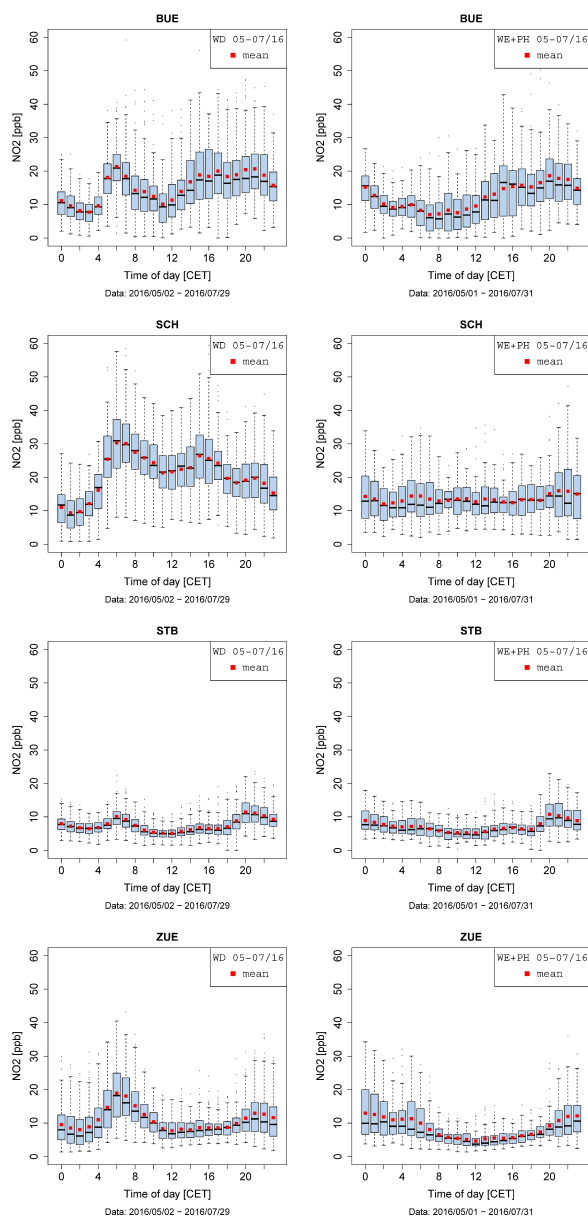 BUE
WD 05-07/16
mean
NO2 [ppb]
0 10 20 30 40 50 60
0 4 8 12 16 20
Time of day [CET]
Data: 2016/05/02 − 2016/07/29
BUE
WE+PH 05-07/16
mean
NO2 [ppb]
0 10 20 30 40 50 60
0 4 8 12 16 20
Time of day [CET]
Data: 2016/05/01 − 2016/07/31
SCH
WD 05-07/16
mean
NO2 [ppb]
0 10 20 30 40 50 60
0 4 8 12 16 20
Time of day [CET]
Data: 2016/05/02 − 2016/07/29
SCH
WE+PH 05-07/16
mean
NO2 [ppb]
0 10 20 30 40 50 60
0 4 8 12 16 20
Time of day [CET]
Data: 2016/05/01 − 2016/07/31
STB
WD 05-07/16
mean
NO2 [ppb]
0 10 20 30 40 50 60
0 4 8 12 16 20
Time of day [CET]
Data: 2016/05/02 − 2016/07/29
STB
WE+PH 05-07/16
mean
NO2 [ppb]
0 10 20 30 40 50 60
0 4 8 12 16 20
Time of day [CET]
Data: 2016/05/01 − 2016/07/31
ZUE
WD 05-07/16
mean
NO2 [ppb]
0 10 20 30 40 50 60
0 4 8 12 16 20
Time of day [CET]
Data: 2016/05/02 − 2016/07/29
ZUE
WE+PH 05-07/16
mean
NO2 [ppb]
0 10 20 30 40 50 60
0 4 8 12 16 20
Time of day [CET]
Data: 2016/05/01 − 2016/07/31